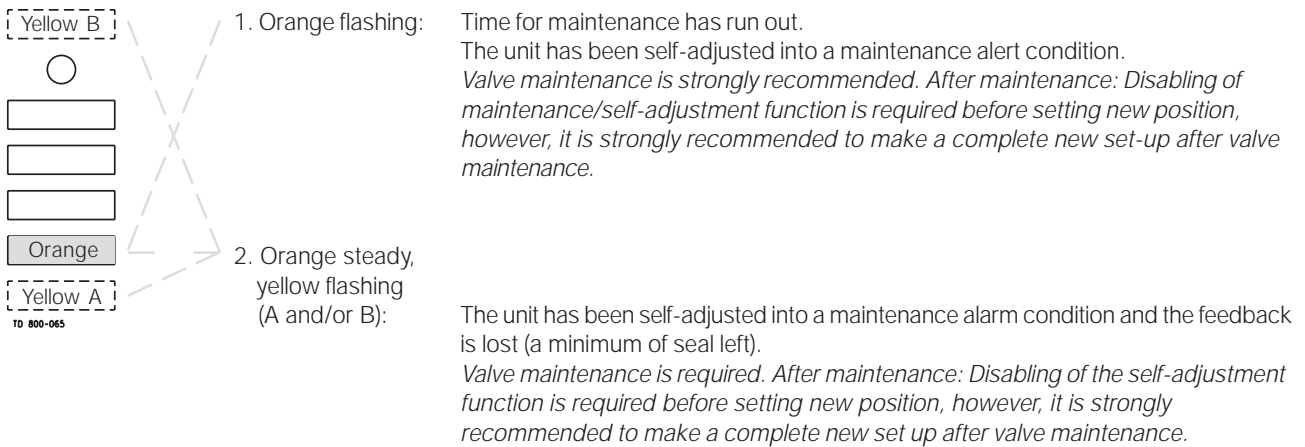 Yellow B
1. Orange flashing:
Time for maintenance has run out.
The unit has been self-adjusted into a maintenance alert condition.
Valve maintenance is strongly recommended. After maintenance: Disabling of
maintenance/self-adjustment function is required before setting new position,
however, it is strongly recommended to make a complete new set-up after valve
maintenance.
Orange
Yellow A
TD 800-065
2. Orange steady,
yellow flashing
(A and/or B):
The unit has been self-adjusted into a maintenance alarm condition and the feedback
is lost (a minimum of seal left).
Valve maintenance is required. After maintenance: Disabling of the self-adjustment
function is required before setting new position, however, it is strongly
recommended to make a complete new set up after valve maintenance.